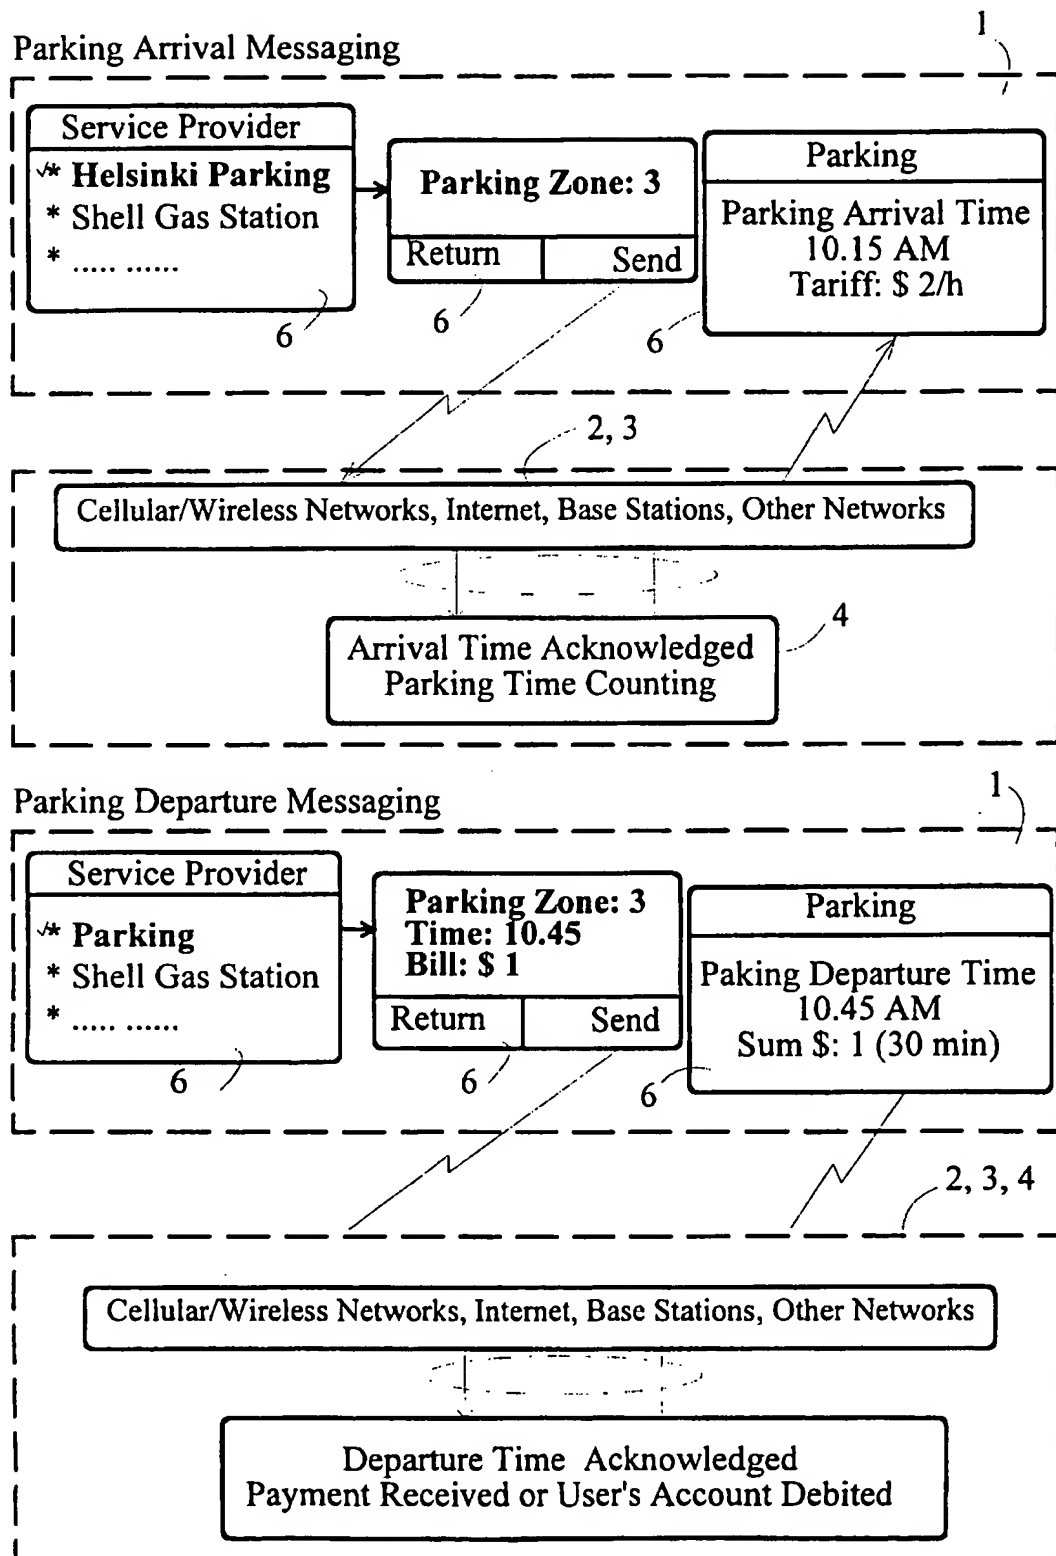 1
Parking Arrival Messaging
Service Provider
✓* Helsinki Parking
* Shell Gas Station
* ..... ......
6
Parking Zone: 3
Return
Send
6
Parking
Parking Arrival Time
10.15 AM
Tariff: $ 2/h
6
2, 3
Cellular/Wireless Networks, Internet, Base Stations, Other Networks
4
Arrival Time Acknowledged
Parking Time Counting
1
Parking Departure Messaging
Service Provider
✓* Parking
* Shell Gas Station
* ..... ......
6
Parking Zone: 3
Time: 10.45
Bill: $ 1
Return
Send
6
Parking
Paking Departure Time
10.45 AM
Sum $: 1 (30 min)
6
2, 3, 4
Cellular/Wireless Networks, Internet, Base Stations, Other Networks
Departure Time Acknowledged
Payment Received or User's Account Debited